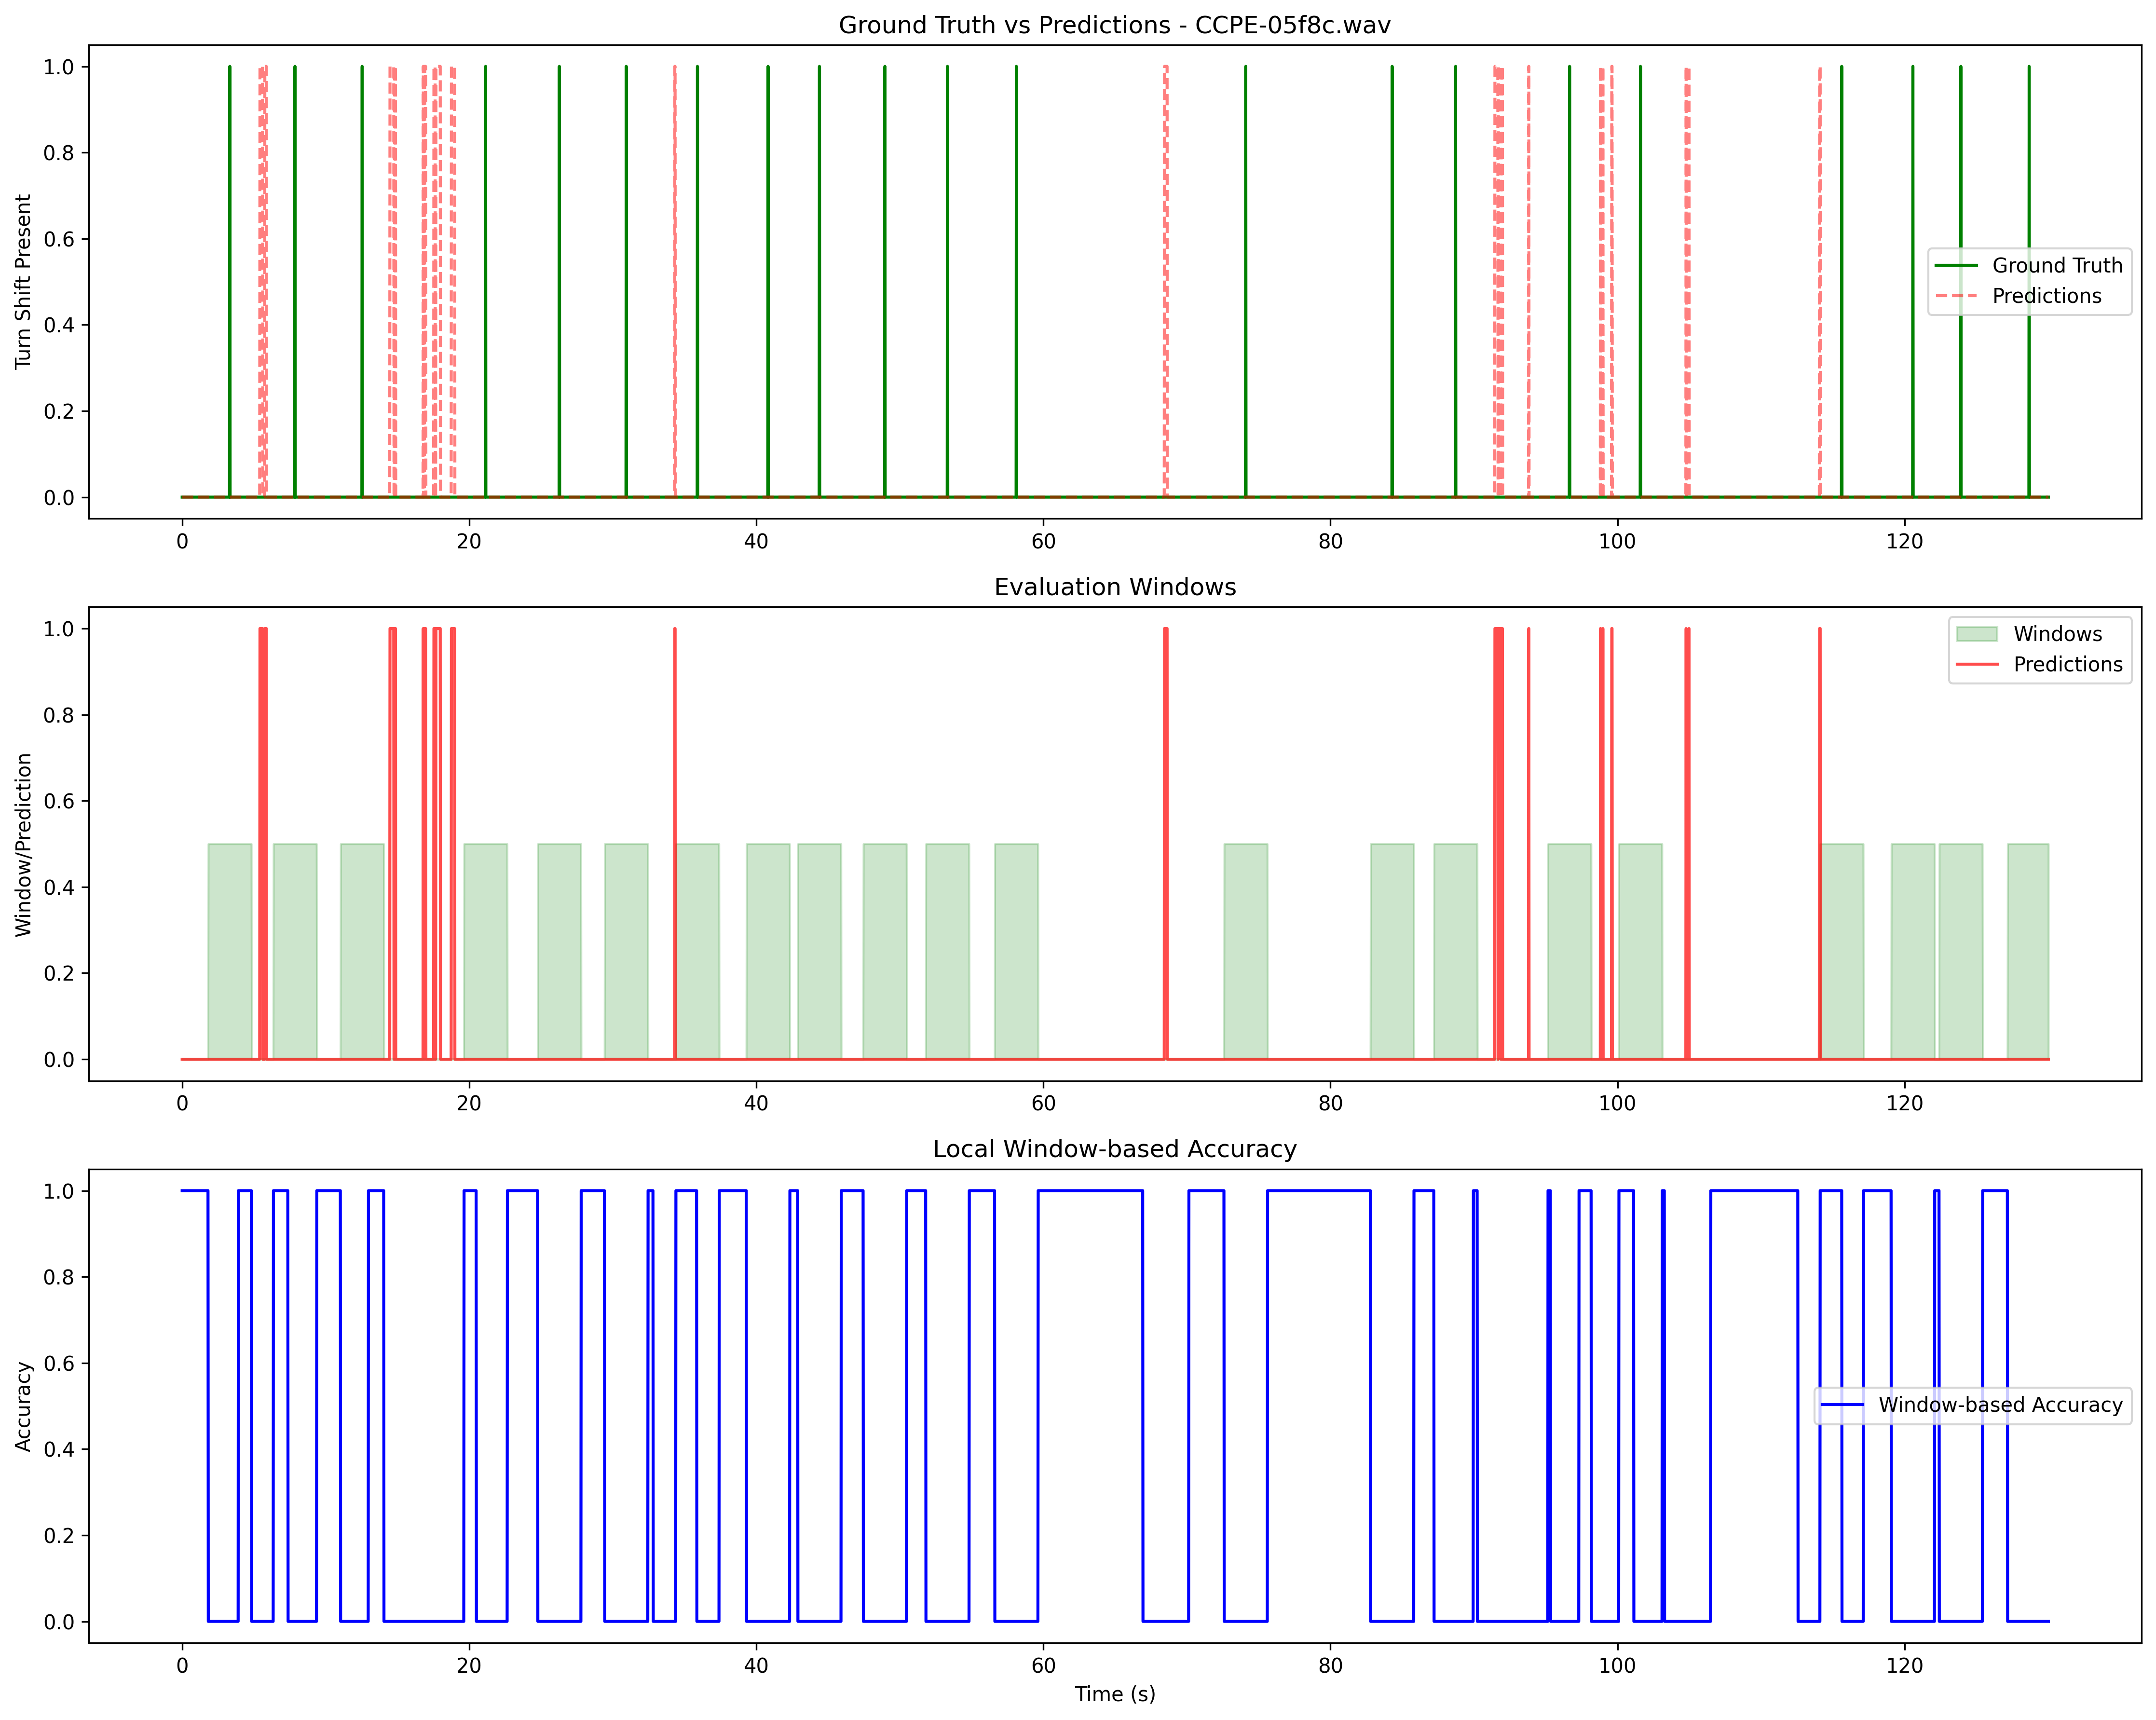 Ground Truth vs Predictions - CCPE-05f8c.wav
Turn Shift Present
1.0
0.8
0.6
0.4
0.2
0.0
Ground Truth
Predictions
0 20 40 60 80 100 120
Evaluation Windows
Window/Prediction
1.0
0.8
0.6
0.4
0.2
0.0
Windows
Predictions
0 20 40 60 80 100 120
Local Window-based Accuracy
Accuracy
1.0
0.8
0.6
0.4
0.2
0.0
Window-based Accuracy
0 20 40 60 80 100 120
Time (s)